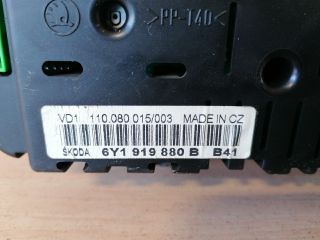 >PP-T40<
VD1 110.080.015/003 MADE IN CZ
ŠKODA 6Y1 919 880 B B41